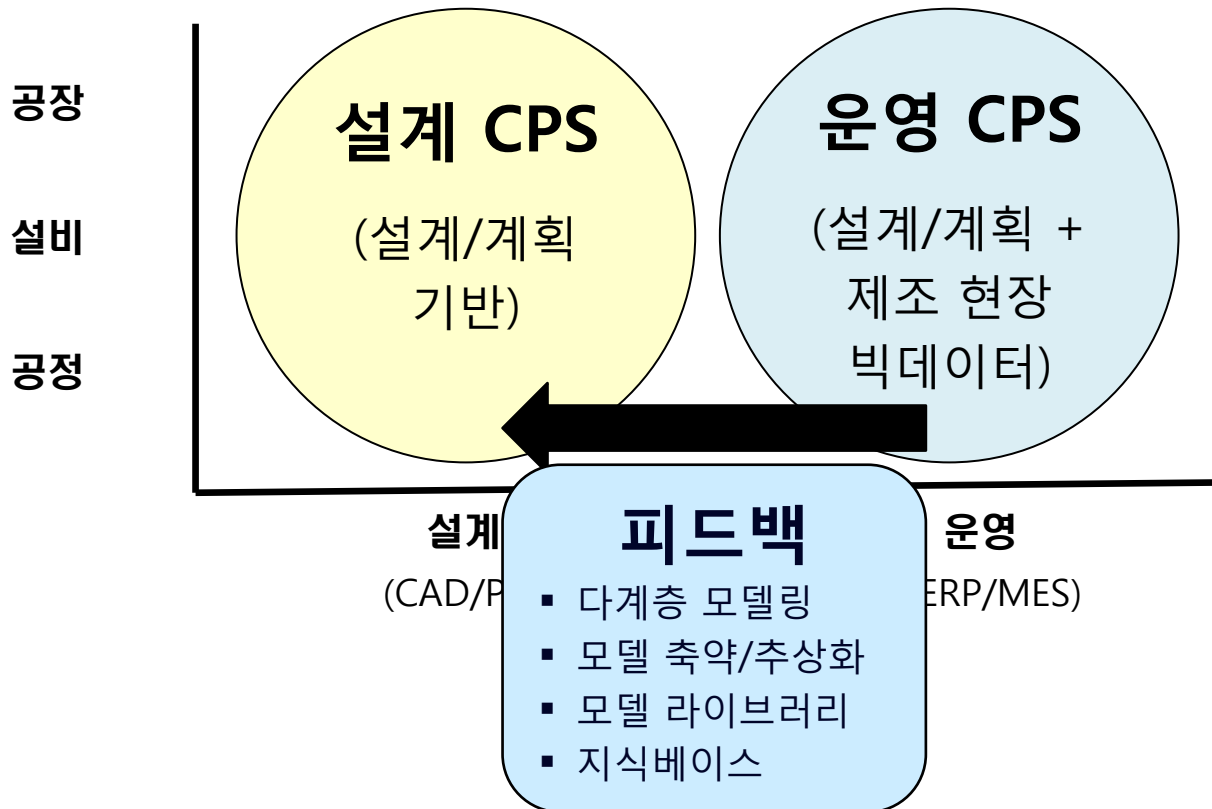 공장
설비
공정
설계 CPS
(설계/계획
기반)
운영 CPS
(설계/계획 +
제조 현장
빅데이터)
설계
(CAD/P
운영
ERP/MES)
피드백
▪ 다계층 모델링
▪ 모델 축약/추상화
▪ 모델 라이브러리
▪ 지식베이스